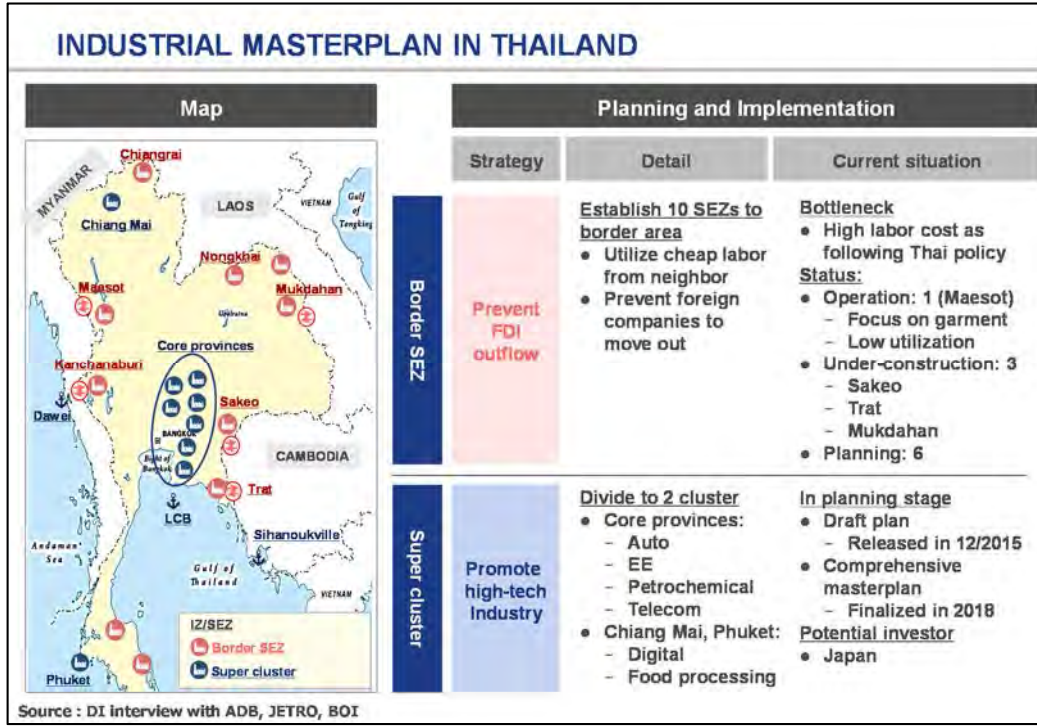 INDUSTRIAL MASTERPLAN IN THAILAND
Map
Chiangrai
MYANMAR
LAOS
VIETNAM
Gulf
of
Tongking
Chiang Mai
Nongkhai
Maesot
Mukdahan
Core provinces
Kanchanaburi
Sakeo
Dawei
BANGKOK
Bight of
Bangkok
CAMBODIA
Trat
LCB
Sihanoukville
Andaman
Sea
Gulf of
Thailand
VIETNAM
IZ/SEZ
Border SEZ
Super cluster
Phuket
Planning and Implementation
Strategy
Detail
Current situation
Border SEZ
Prevent
FDI
outflow
Establish 10 SEZs to
border area
● Utilize cheap labor
from neighbor
● Prevent foreign
companies to
move out
Bottleneck
● High labor cost as
following Thai policy
Status:
● Operation: 1 (Maesot)
− Focus on garment
− Low utilization
● Under-construction: 3
− Sakeo
− Trat
− Mukdahan
● Planning: 6
Super cluster
Promote
high-tech
Industry
Divide to 2 cluster
● Core provinces:
− Auto
− EE
− Petrochemical
− Telecom
● Chiang Mai, Phuket:
− Digital
− Food processing
In planning stage
● Draft plan
− Released in 12/2015
● Comprehensive
masterplan
− Finalized in 2018
Potential investor
● Japan
Source : DI interview with ADB, JETRO, BOI